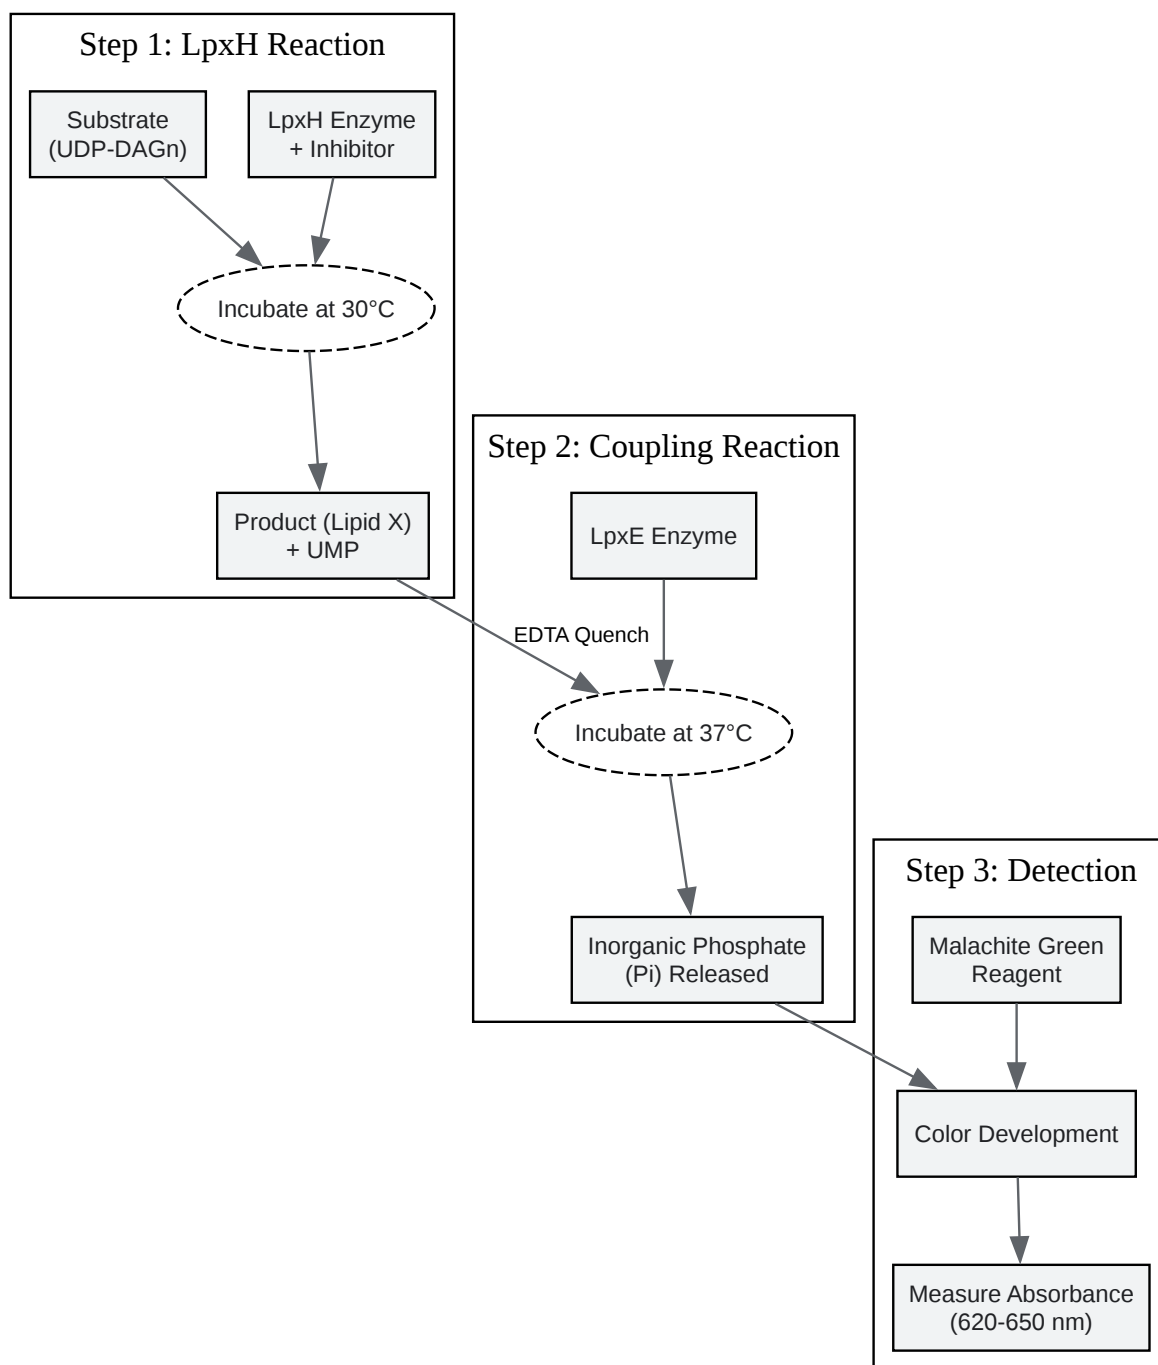 Step 1: LpxH Reaction
Substrate
(UDP-DAGn)
LpxH Enzyme
+ Inhibitor
Incubate at 30°C
Product (Lipid X)
+ UMP
EDTA Quench
Step 2: Coupling Reaction
LpxE Enzyme
Incubate at 37°C
Inorganic Phosphate
(Pi) Released
Step 3: Detection
Malachite Green
Reagent
Color Development
Measure Absorbance
(620-650 nm)